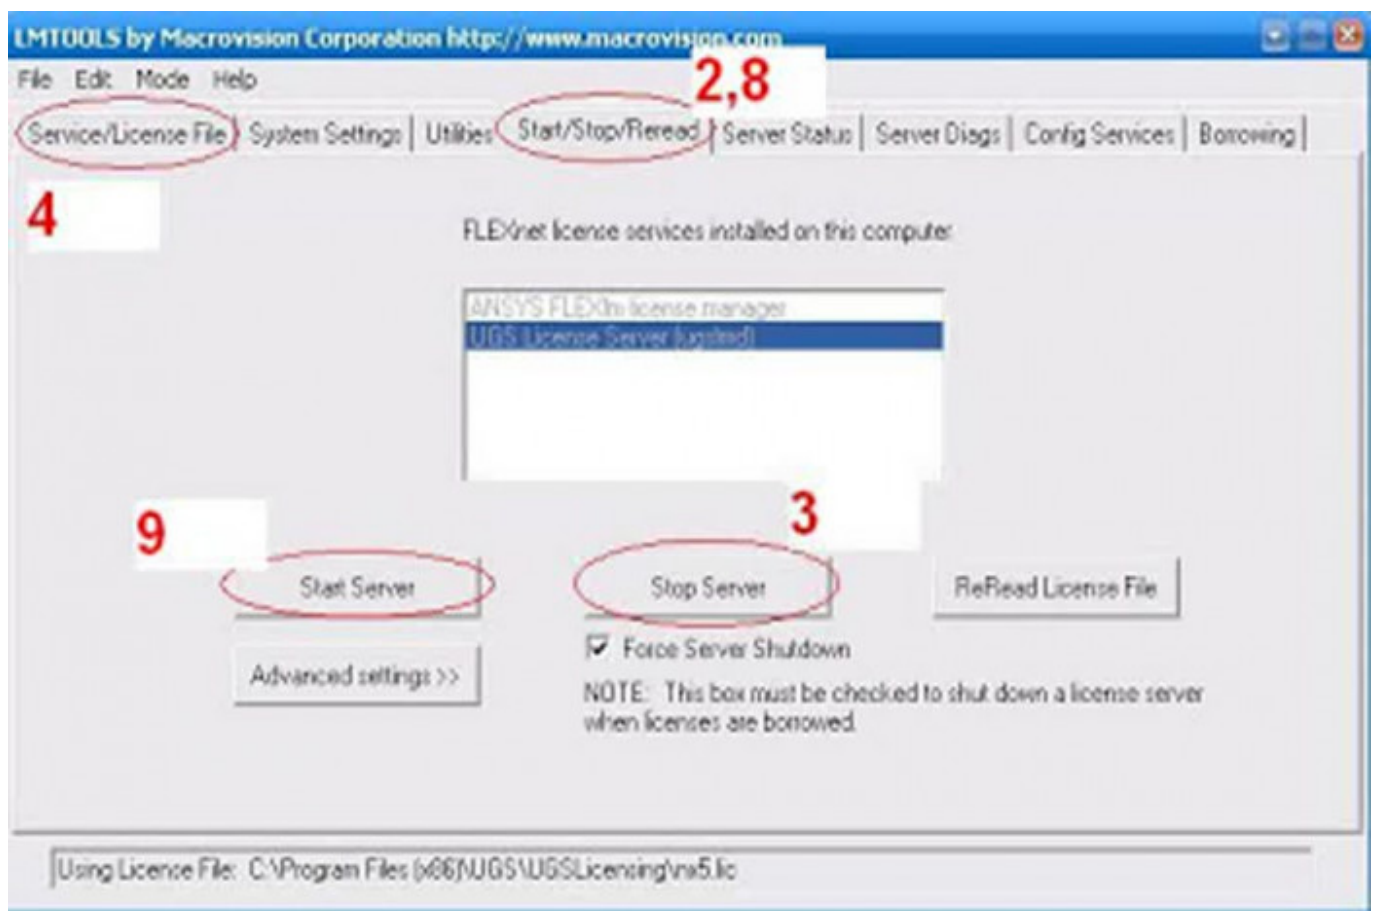 LMTOOLS by Macrovision Corporation http://www.macrovision.com
File Edit Mode Help
2,8
Service/License File System Settings Utilities Start/Stop/Reread Server Status Server Diags Config Services Borrowing
4
FLEXnet license services installed on this computer
ANSYS FLEXlm license manager
UGS License Server (ugslmd)
3
9
Start Server Stop Server ReRead License File
Force Server Shutdown
Advanced settings >>
NOTE: This box must be checked to shut down a license server
when licenses are borrowed.
Using License File: C:\Program Files (x86)\UGS\UGSLicensing\nx5.lic